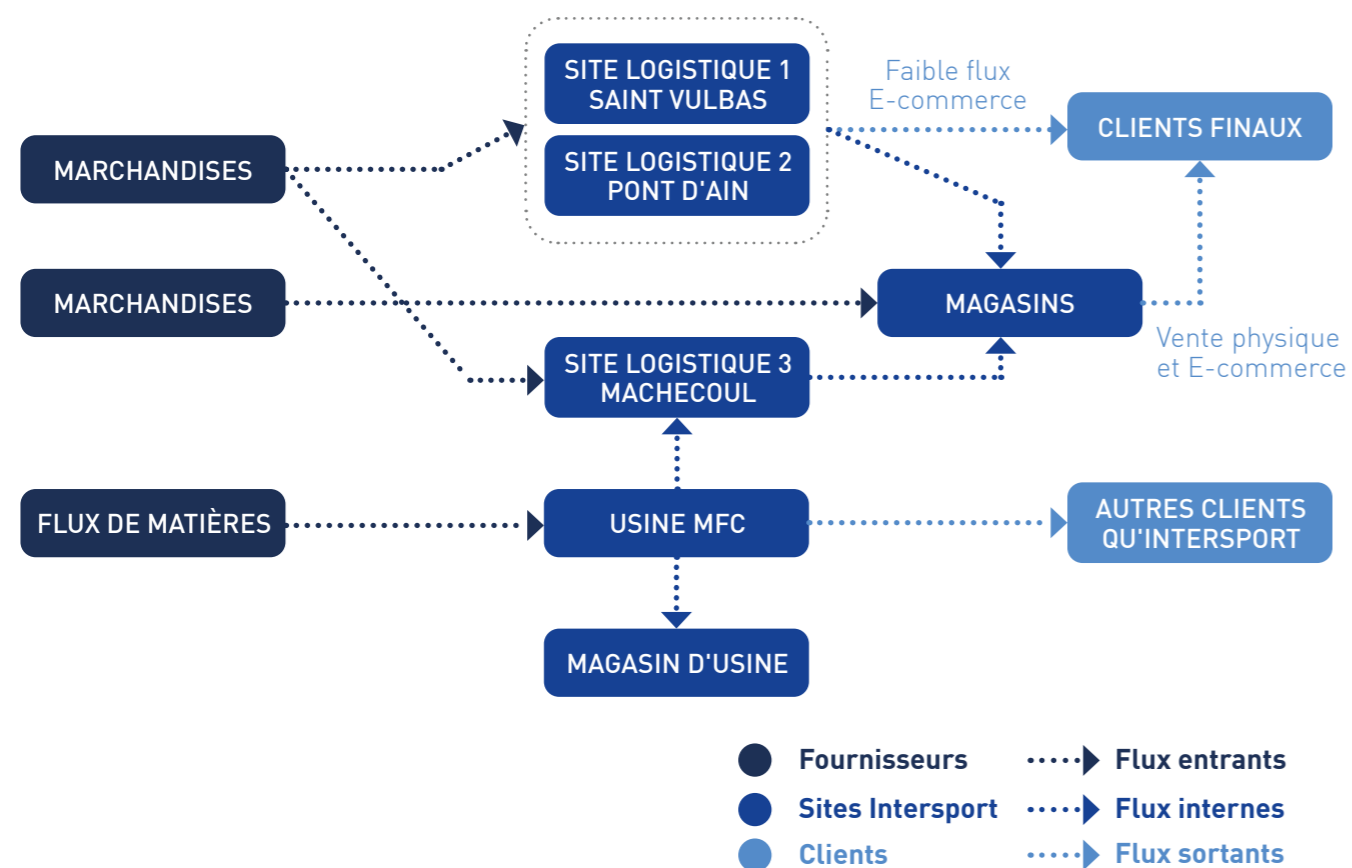 SITE LOGISTIQUE 1
SAINT VULBAS
Faible flux
E-commerce
CLIENTS FINAUX
MARCHANDISES
SITE LOGISTIQUE 2
PONT D'AIN
MARCHANDISES
MAGASINS
Vente physique
et E-commerce
SITE LOGISTIQUE 3
MACHECOUL
FLUX DE MATIÈRES
USINE MFC
AUTRES CLIENTS
QU'INTERSPORT
MAGASIN D'USINE
Fournisseurs
Flux entrants
Sites Intersport
Flux internes
Clients
Flux sortants